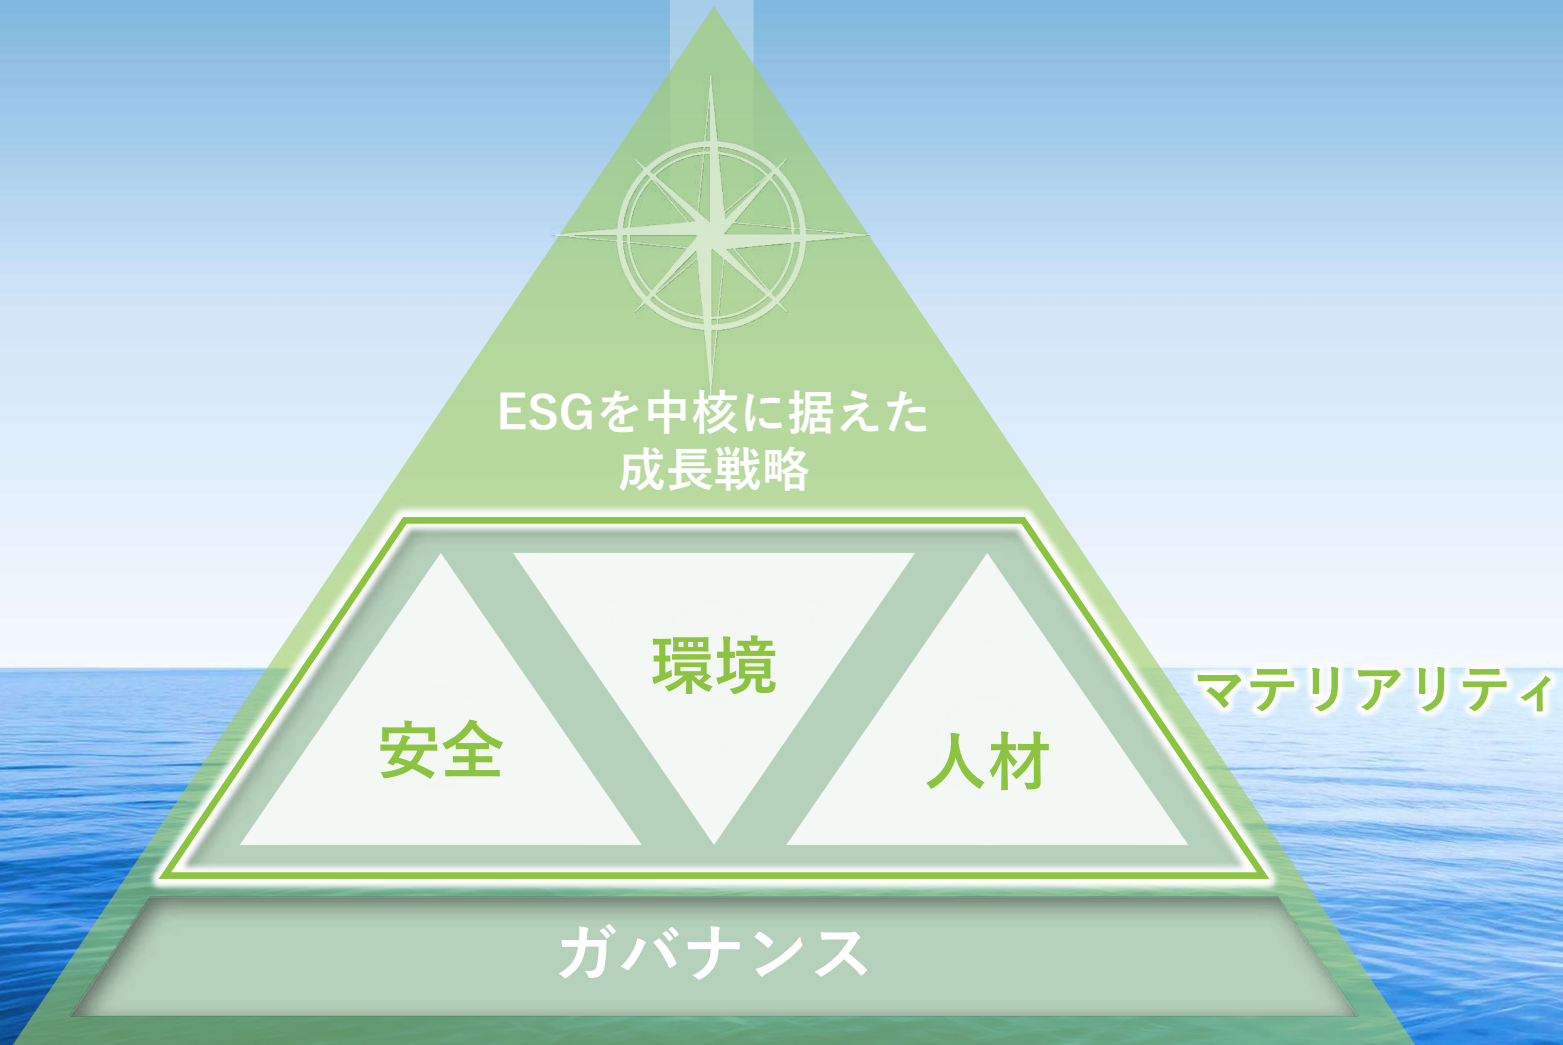 ESGを中核に据えた
成長戦略
環境
安全
人材
マテリアリティ
ガバナンス